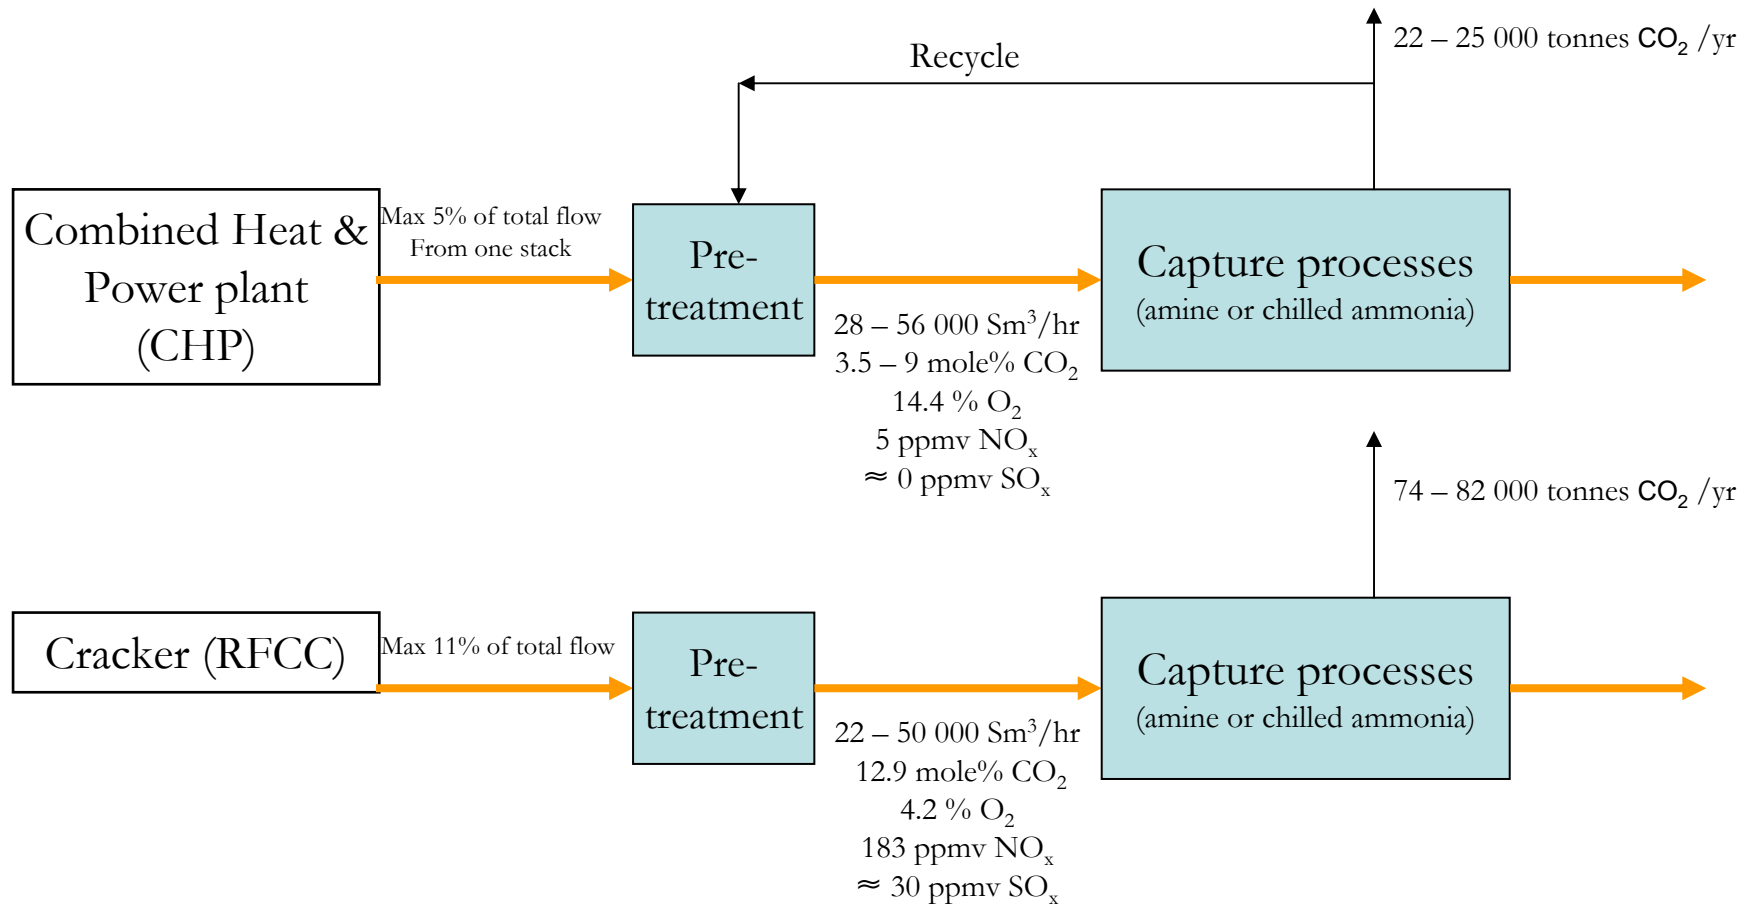 22 – 25 000 tonnes CO₂ /yr
Recycle
Combined Heat &
Power plant
(CHP)
Max 5% of total flow
From one stack
Pre-
treatment
28 – 56 000 Sm³/hr
3.5 – 9 mole% CO₂
14.4 % O₂
5 ppmv NOₓ
≈ 0 ppmv SOₓ
Capture processes
(amine or chilled ammonia)
74 – 82 000 tonnes CO₂ /yr
Cracker (RFCC)
Max 11% of total flow
Pre-
treatment
22 – 50 000 Sm³/hr
12.9 mole% CO₂
4.2 % O₂
183 ppmv NOₓ
≈ 30 ppmv SOₓ
Capture processes
(amine or chilled ammonia)